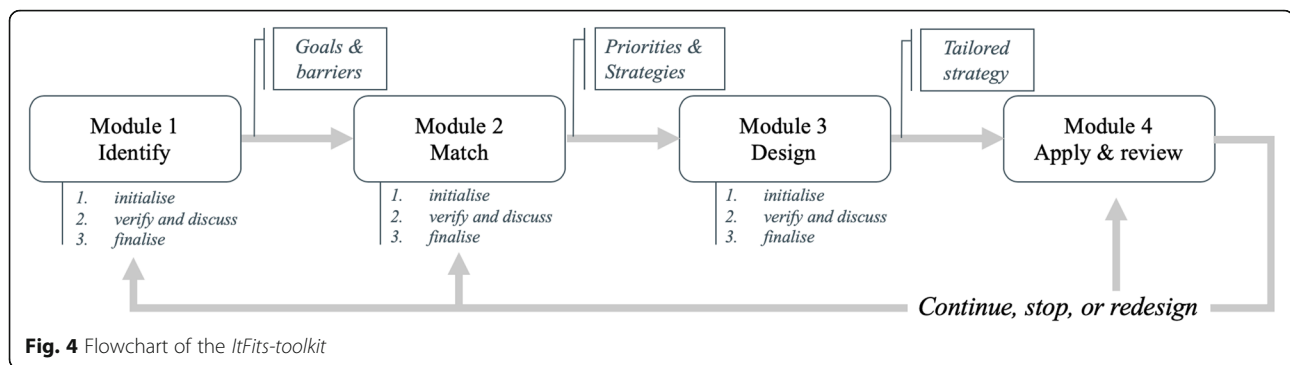 Goals &
barriers
Priorities &
Strategies
Tailored
strategy
Module 1
Identify
Module 2
Match
Module 3
Design
Module 4
Apply & review
1. initialise
2. verify and discuss
3. finalise
1. initialise
2. verify and discuss
3. finalise
1. initialise
2. verify and discuss
3. finalise
Continue, stop, or redesign
Fig. 4 Flowchart of the ItFits-toolkit